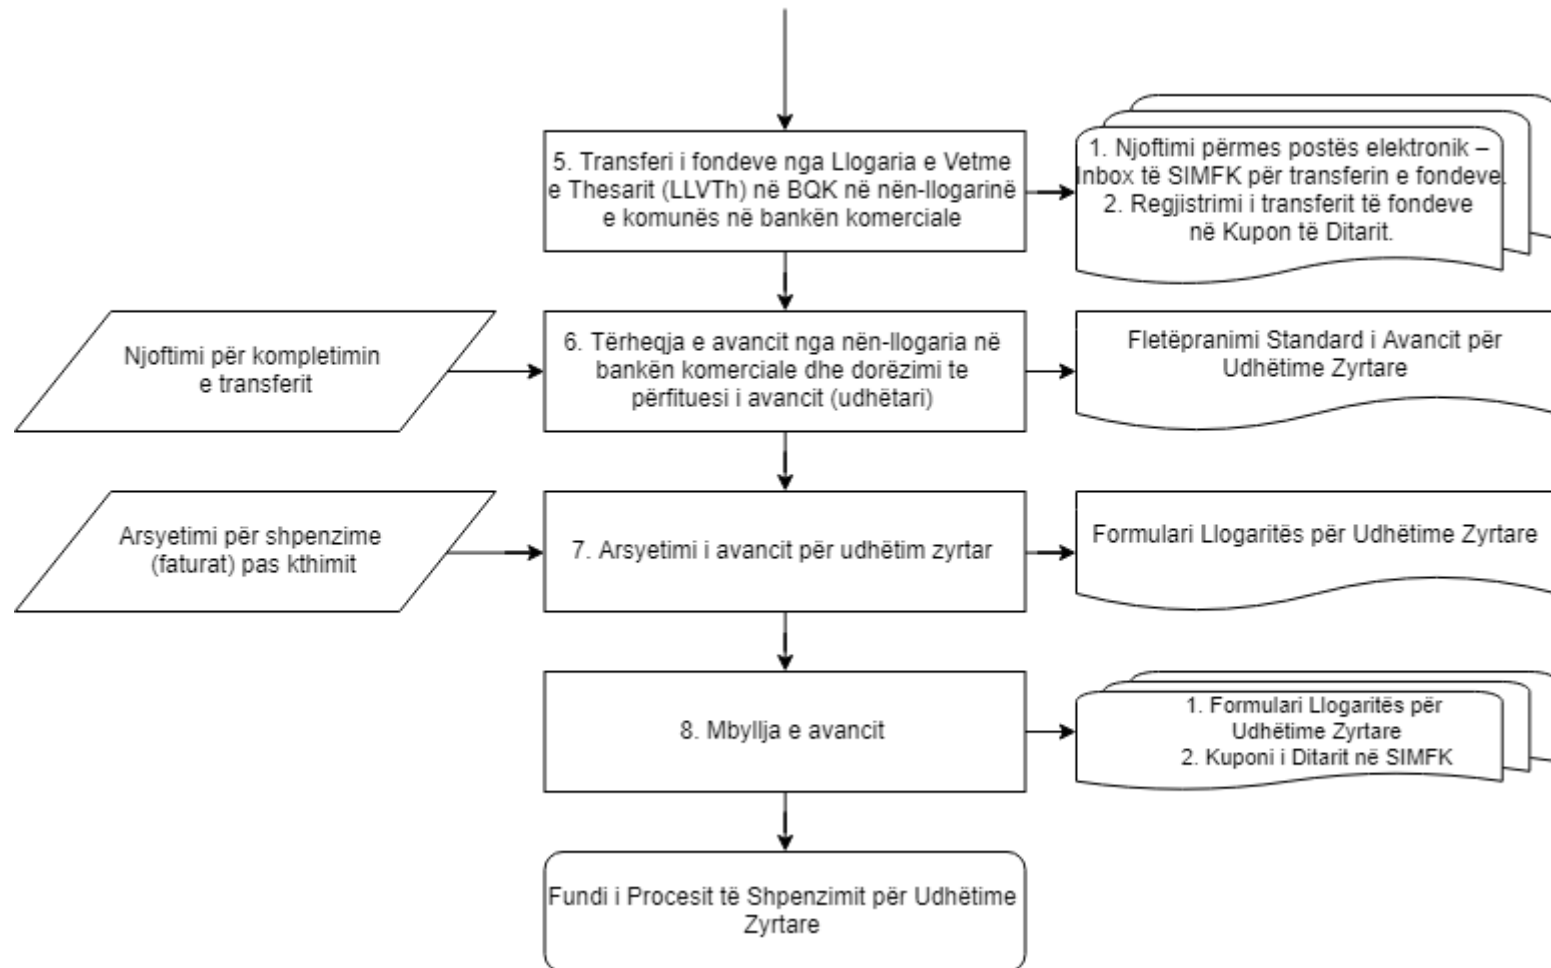 5. Transferi i fondeve nga Llogaria e Vetme
e Thesarit (LLVTh) në BQK në nën-llogarinë
e komunës në bankën komerciale
1. Njoftimi përmes postës elektronik –
Inbox të SIMFK për transferin e fondeve.
2. Regjistrimi i transferit të fondeve
në Kupon të Ditarit.
Njoftimi për kompletimin
e transferit
6. Tërheqja e avancit nga nën-llogaria në
bankën komerciale dhe dorëzimi te
përfituesi i avancit (udhëtari)
Fletëpranimi Standard i Avancit për
Udhëtime Zyrtare
Arsyetimi për shpenzime
(faturat) pas kthimit
7. Arsyetimi i avancit për udhëtim zyrtar
Formulari Llogaritës për Udhëtime Zyrtare
8. Mbyllja e avancit
1. Formulari Llogaritës për
Udhëtime Zyrtare
2. Kuponi i Ditarit në SIMFK
Fundi i Procesit të Shpenzimit për Udhëtime
Zyrtare